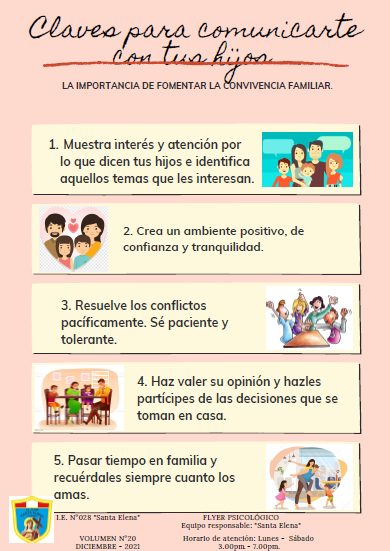 Claves para comunicarte
con tus hijos
LA IMPORTANCIA DE FOMENTAR LA CONVIVENCIA FAMILIAR.
1. Muestra interés y atención por
lo que dicen tus hijos e identifica
aquellos temas que les interesan.
2. Crea un ambiente positivo, de
confianza y tranquilidad.
3. Resuelve los conflictos
pacíficamente. Sé paciente y
tolerante.
4. Haz valer su opinión y hazles
partícipes de las decisiones que se
toman en casa.
5. Pasar tiempo en familia y
recuérdales siempre cuanto los
amas.
I.E. N°028 "Santa Elena"
VOLUMEN N°20
DICIEMBRE - 2021
FLYER PSICOLÓGICO
Equipo responsable: "Santa Elena"
Horario de atención: Lunes - Sábado
3.00pm - 7.00pm.